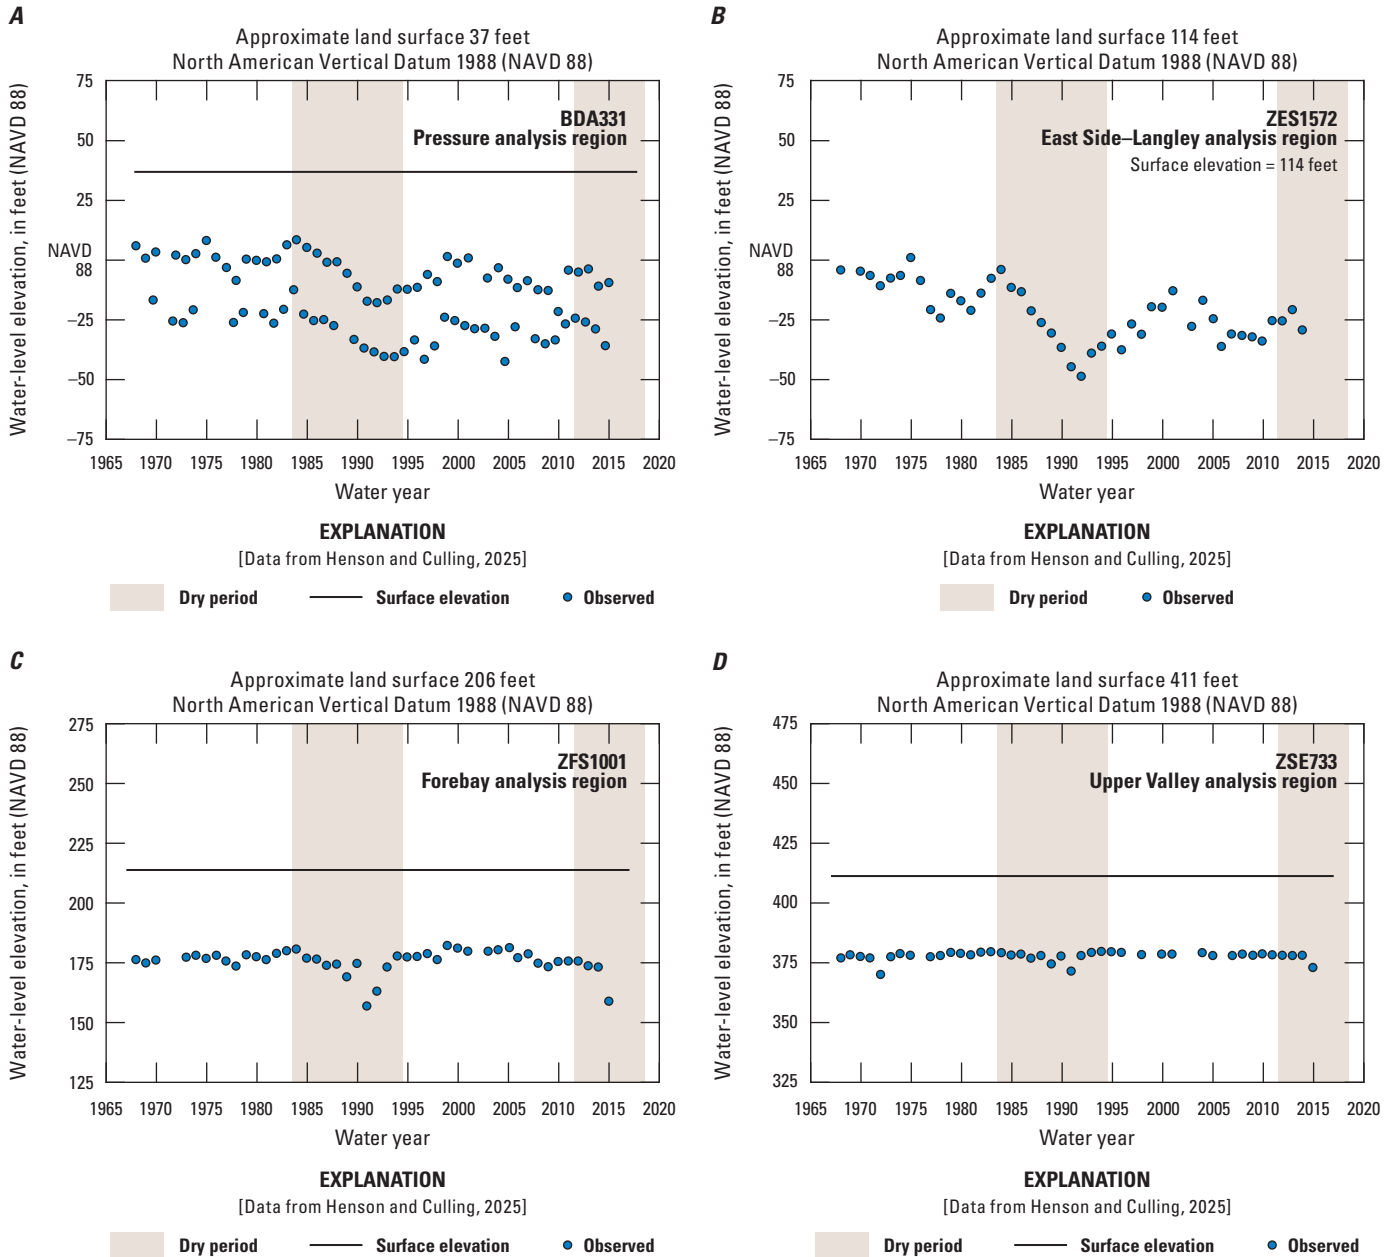 A
Approximate land surface 37 feet
North American Vertical Datum 1988 (NAVD 88)
Water-level elevation, in feet (NAVD 88)
75
50
25
NAVD
88
–25
–50
–75
BDA331
Pressure analysis region
1965 1970 1975 1980 1985 1990 1995 2000 2005 2010 2015 2020
Water year
EXPLANATION
[Data from Henson and Culling, 2025]
Dry period Surface elevation Observed
B
Approximate land surface 114 feet
North American Vertical Datum 1988 (NAVD 88)
Water-level elevation, in feet (NAVD 88)
75
50
25
NAVD
88
–25
–50
–75
ZES1572
East Side–Langley analysis region
Surface elevation = 114 feet
1965 1970 1975 1980 1985 1990 1995 2000 2005 2010 2015 2020
Water year
EXPLANATION
[Data from Henson and Culling, 2025]
Dry period Observed
C
Approximate land surface 206 feet
North American Vertical Datum 1988 (NAVD 88)
Water-level elevation, in feet (NAVD 88)
275
250
225
200
175
150
125
ZFS1001
Forebay analysis region
1965 1970 1975 1980 1985 1990 1995 2000 2005 2010 2015 2020
Water year
EXPLANATION
[Data from Henson and Culling, 2025]
Dry period Surface elevation Observed
D
Approximate land surface 411 feet
North American Vertical Datum 1988 (NAVD 88)
Water-level elevation, in feet (NAVD 88)
475
450
425
400
375
350
325
ZSE733
Upper Valley analysis region
1965 1970 1975 1980 1985 1990 1995 2000 2005 2010 2015 2020
Water year
EXPLANATION
[Data from Henson and Culling, 2025]
Dry period Surface elevation Observed